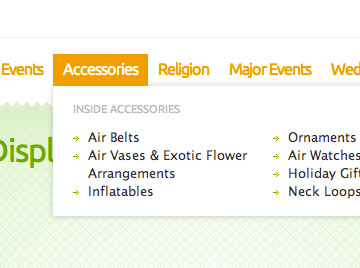 Events Accessories Religion Major Events Wed
INSIDE ACCESSORIES
Displ
Air Belts
Air Vases & Exotic Flower
Arrangements
Inflatables
Ornaments
Air Watches
Holiday Gif
Neck Loops